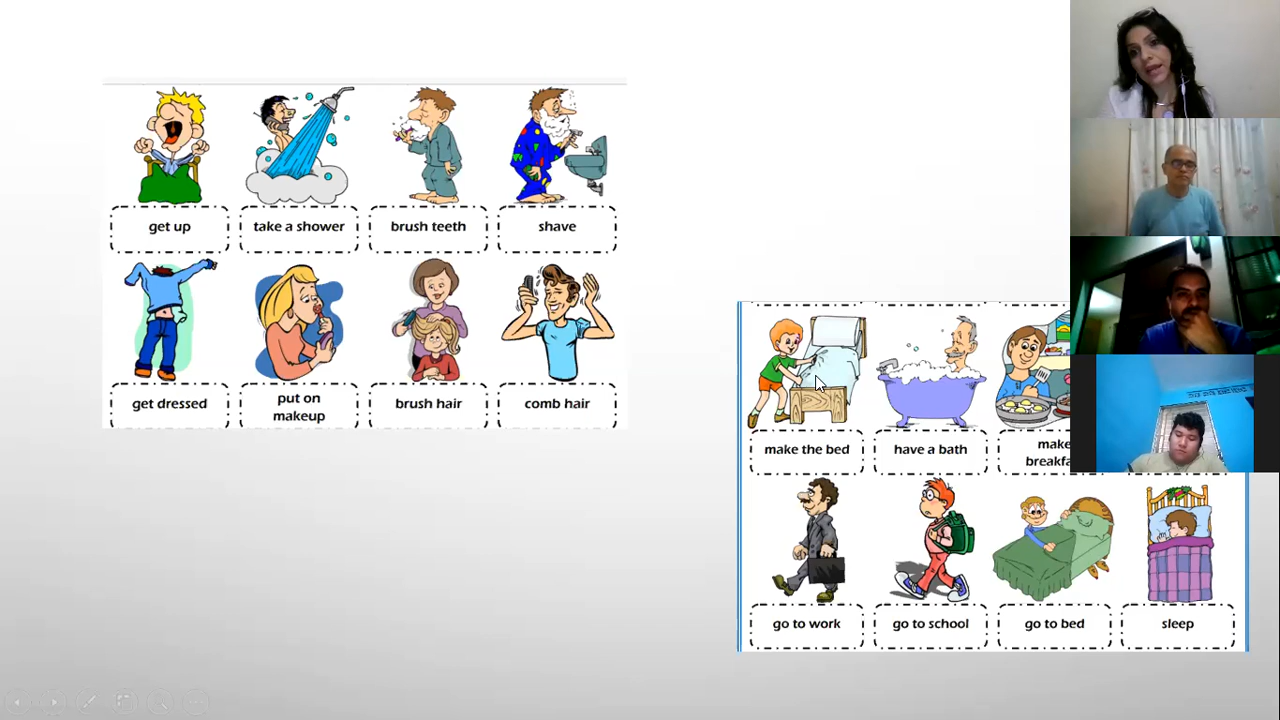 get up
take a shower
brush teeth
shave
get dressed
put on
makeup
brush hair
comb hair
make the bed
have a bath
make
go to work
go to school
go to bed
sleep